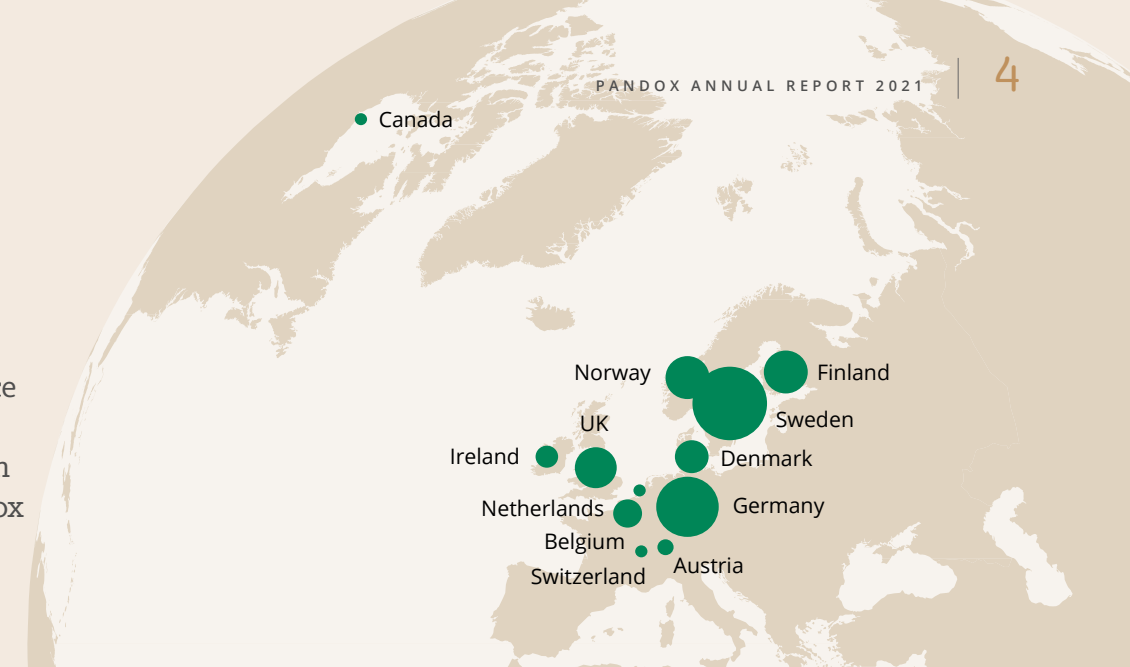 PANDOX ANNUAL REPORT 2021
4
Canada
Norway
Finland
Sweden
UK
Ireland
Denmark
Netherlands
Germany
Belgium
Austria
Switzerland